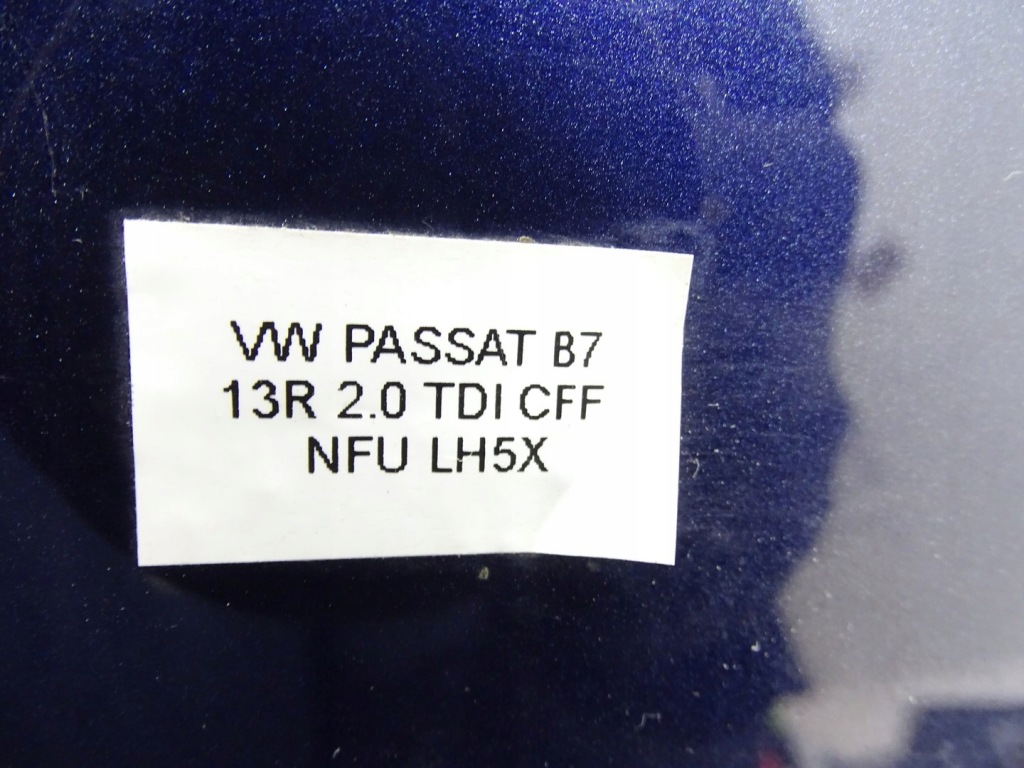 VW PASSAT B7
13R 2.0 TDI CFF
NFU LH5X